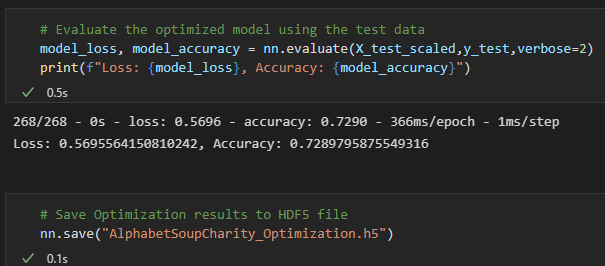 # Evaluate the optimized model using the test data
model_loss, model_accuracy = nn.evaluate(X_test_scaled,y_test,verbose=2)
print(f"Loss: {model_loss}, Accuracy: {model_accuracy}")
0.5s
268/268 - 0s - loss: 0.5696 - accuracy: 0.7290 - 366ms/epoch - 1ms/step
Loss: 0.5695564150810242, Accuracy: 0.7289795875549316
# Save Optimization results to HDF5 file
nn.save("AlphabetSoupCharity_Optimization.h5")
0.1s